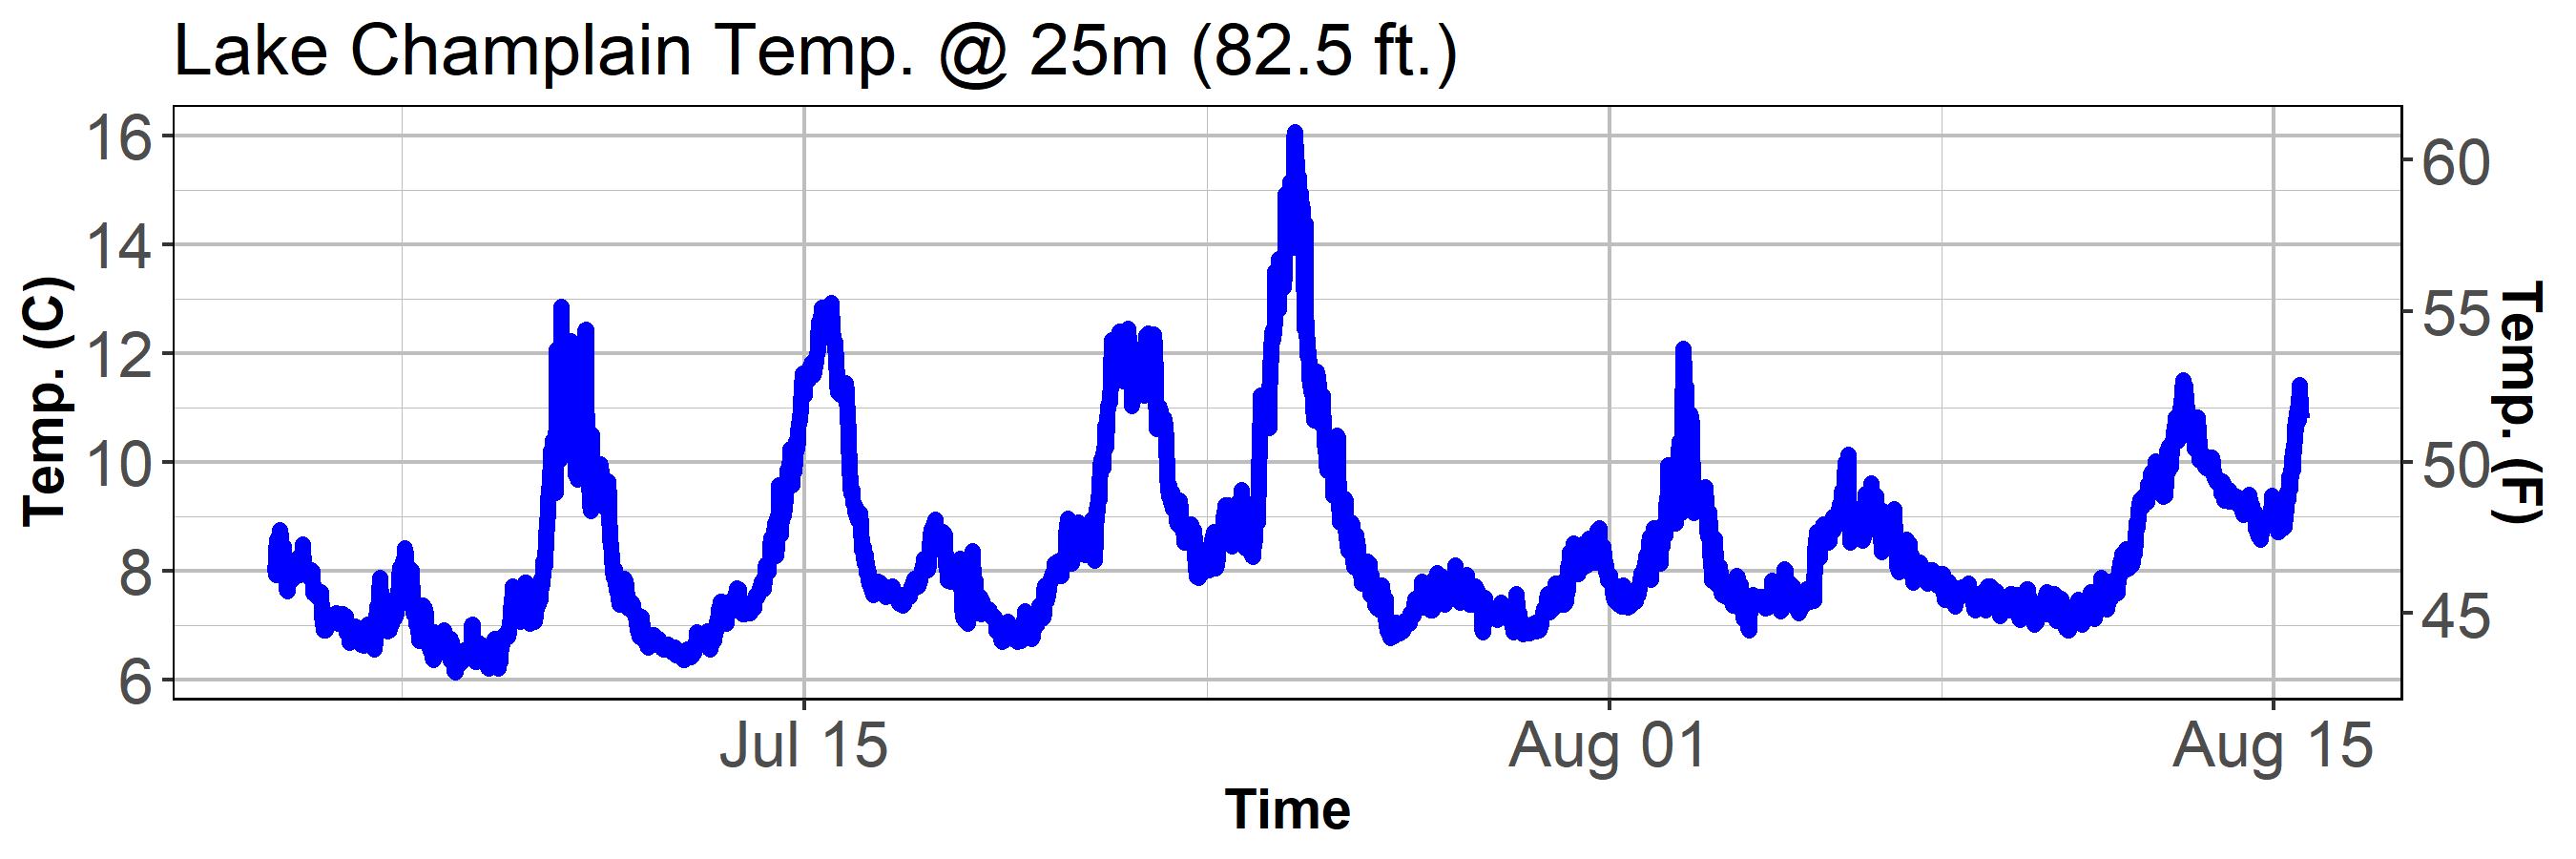 Lake Champlain Temp. @ 25m (82.5 ft.)
16
14
12
10
8
6
Temp. (C)
60
55
50
45
Temp. (F)
Jul 15
Aug 01
Aug 15
Time